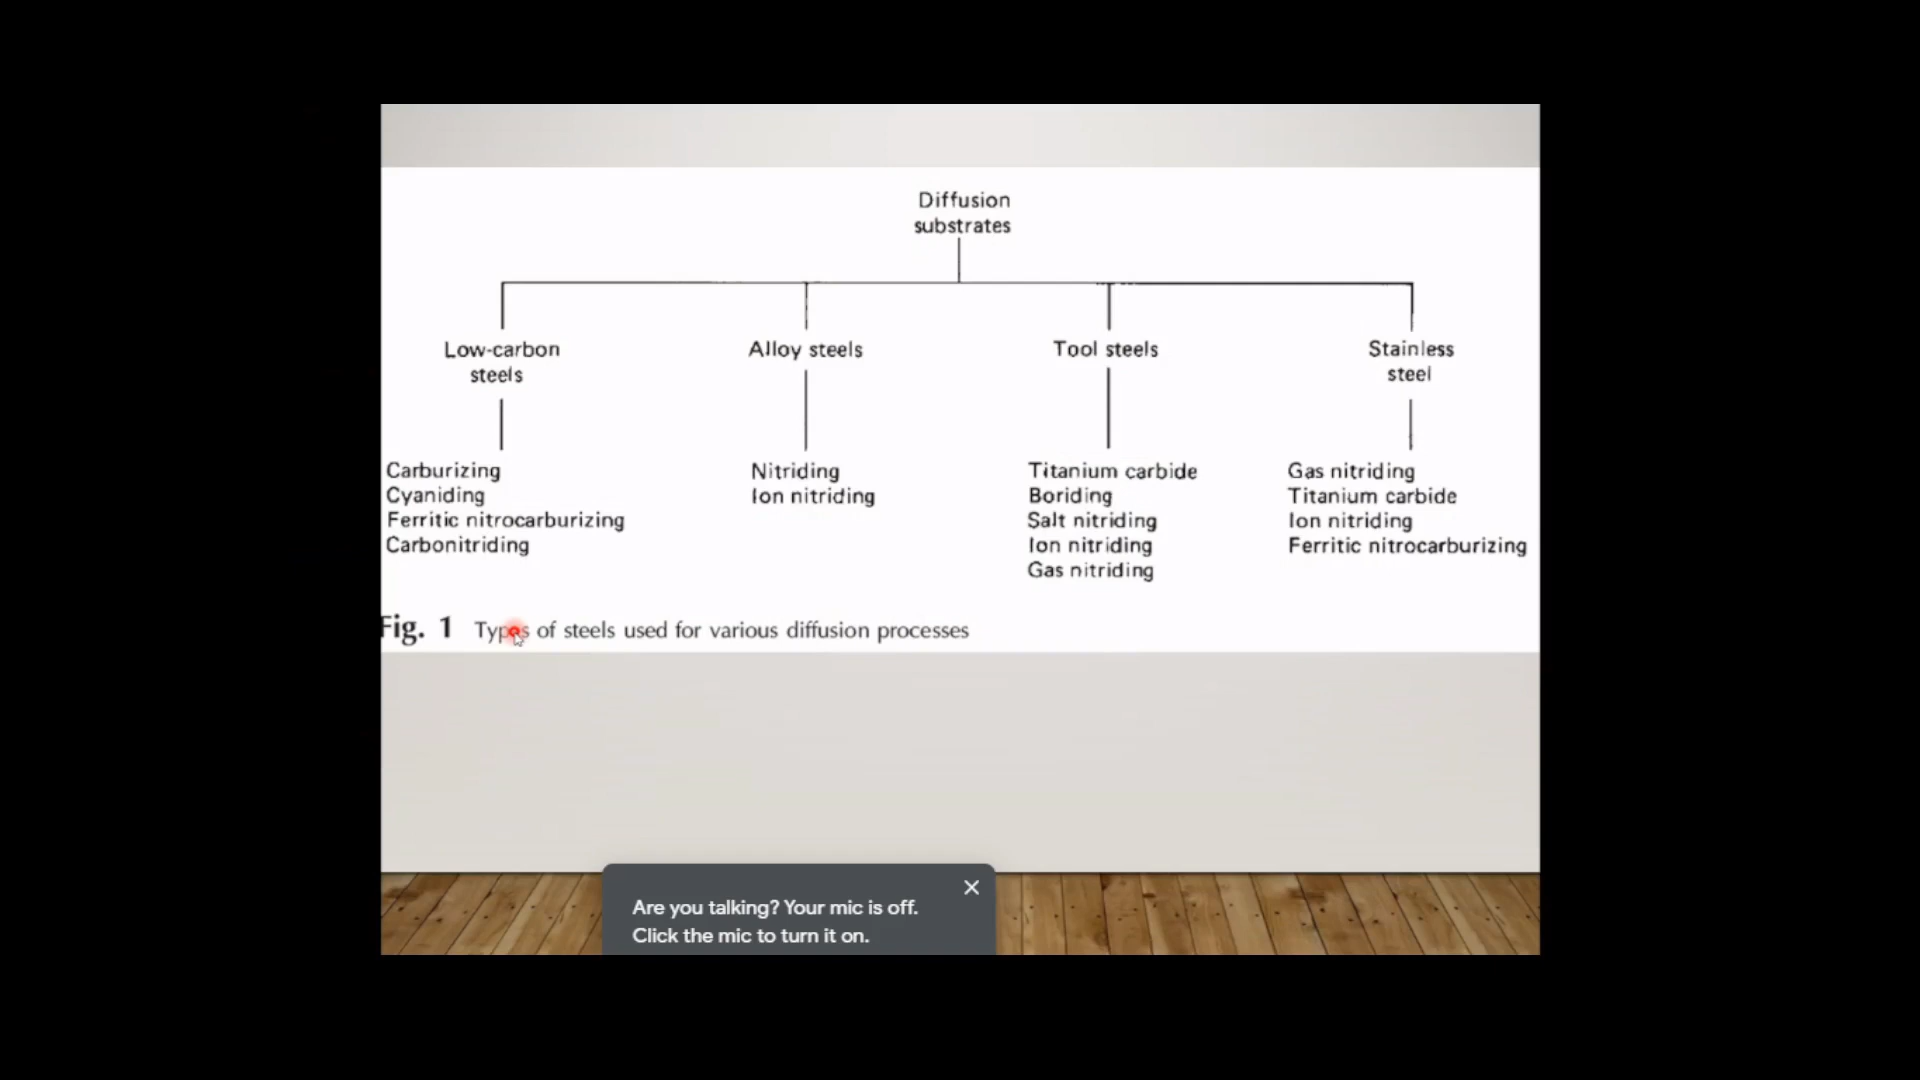 Diffusion
substrates
Low-carbon
steels
Alloy steels
Tool steels
Stainless
steel
Carburizing
Cyaniding
Ferritic nitrocarburizing
Carbonitriding
Nitriding
Ion nitriding
Titanium carbide
Boriding
Salt nitriding
Ion nitriding
Gas nitriding
Gas nitriding
Titanium carbide
Ion nitriding
Ferritic nitrocarburizing
Fig. 1 Types of steels used for various diffusion processes
Are you talking? Your mic is off.
Click the mic to turn it on.